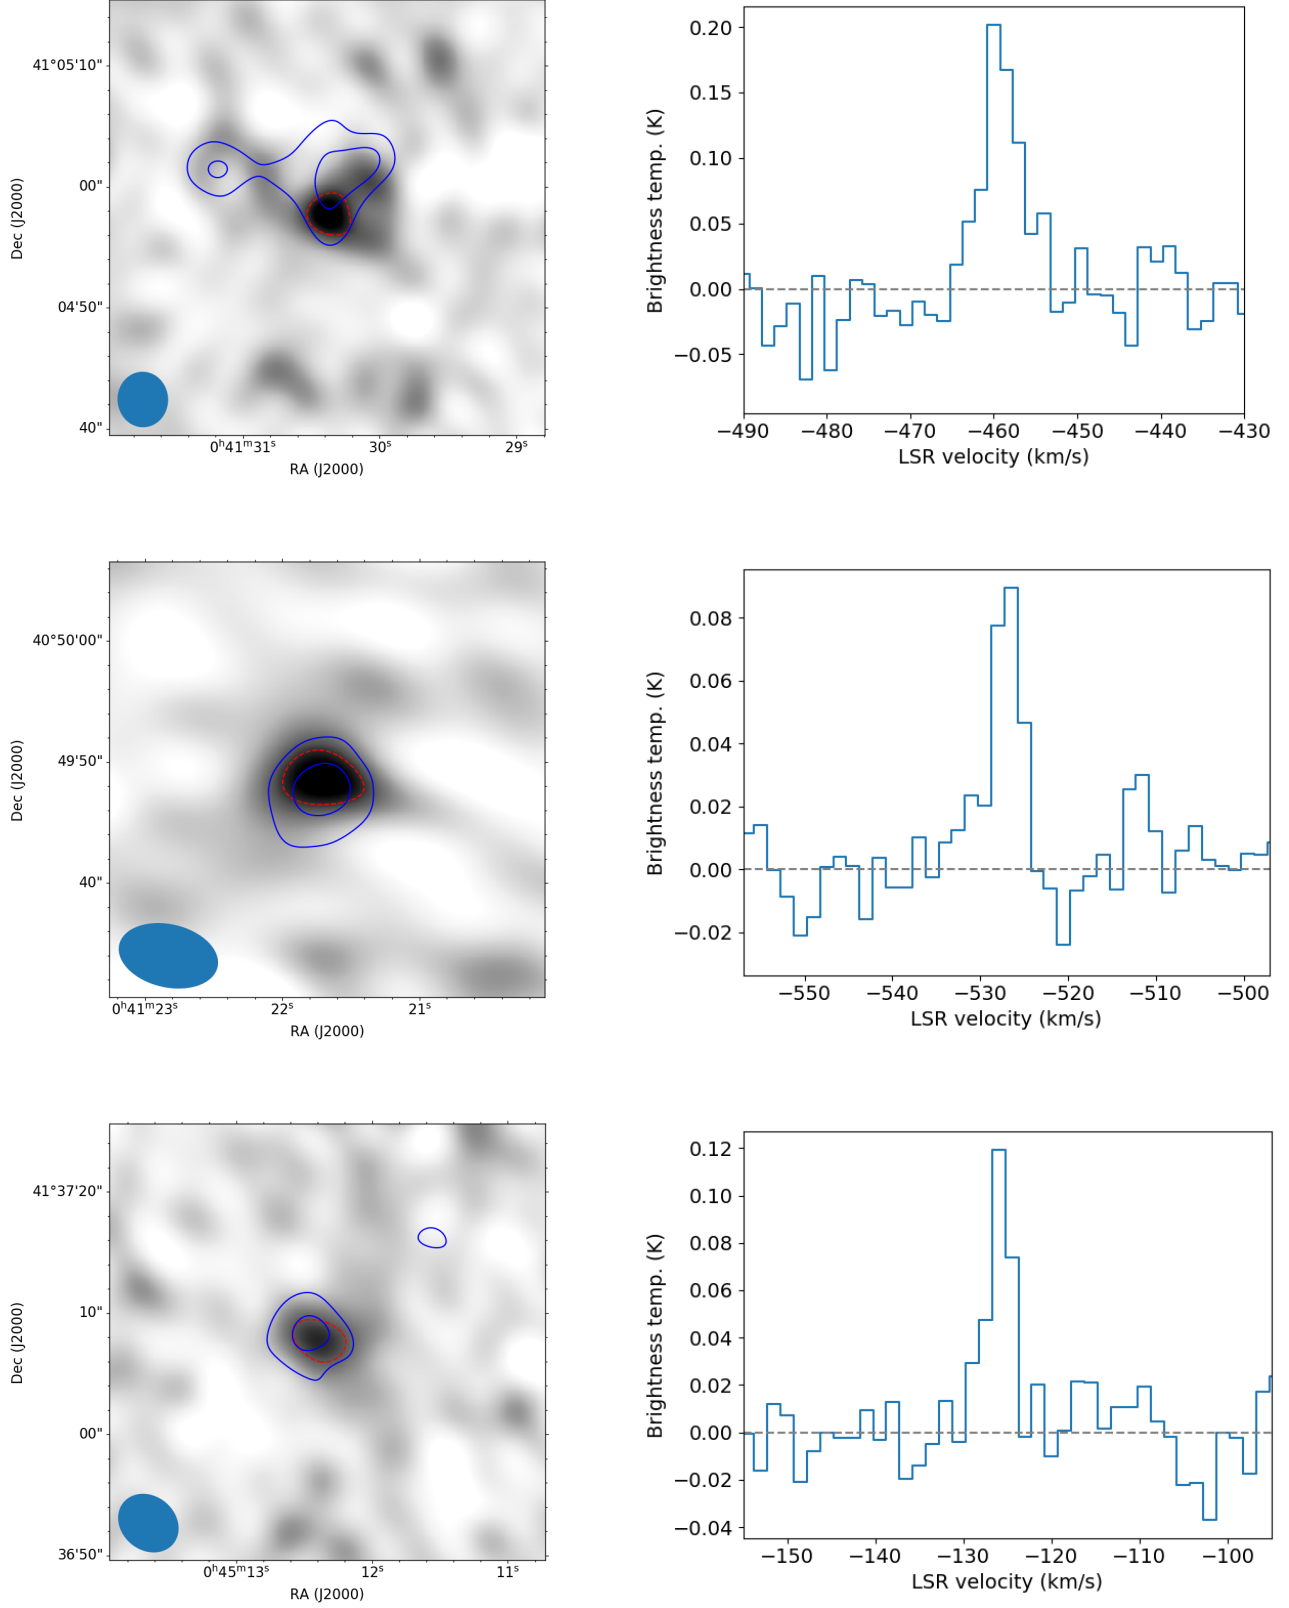 41°05'10"
00"
04'50"
40"
Dec (J2000)
0ʰ41ᵐ31ˢ 30ˢ 29ˢ
RA (J2000)
0.20
0.15
0.10
0.05
0.00
−0.05
Brightness temp. (K)
−490 −480 −470 −460 −450 −440 −430
LSR velocity (km/s)
40°50'00"
49'50"
40"
Dec (J2000)
0ʰ41ᵐ23ˢ 22ˢ 21ˢ
RA (J2000)
0.08
0.06
0.04
0.02
0.00
−0.02
Brightness temp. (K)
−550 −540 −530 −520 −510 −500
LSR velocity (km/s)
41°37'20"
10"
00"
36'50"
Dec (J2000)
0ʰ45ᵐ13ˢ 12ˢ 11ˢ
RA (J2000)
0.12
0.10
0.08
0.06
0.04
0.02
0.00
−0.02
−0.04
Brightness temp. (K)
−150 −140 −130 −120 −110 −100
LSR velocity (km/s)